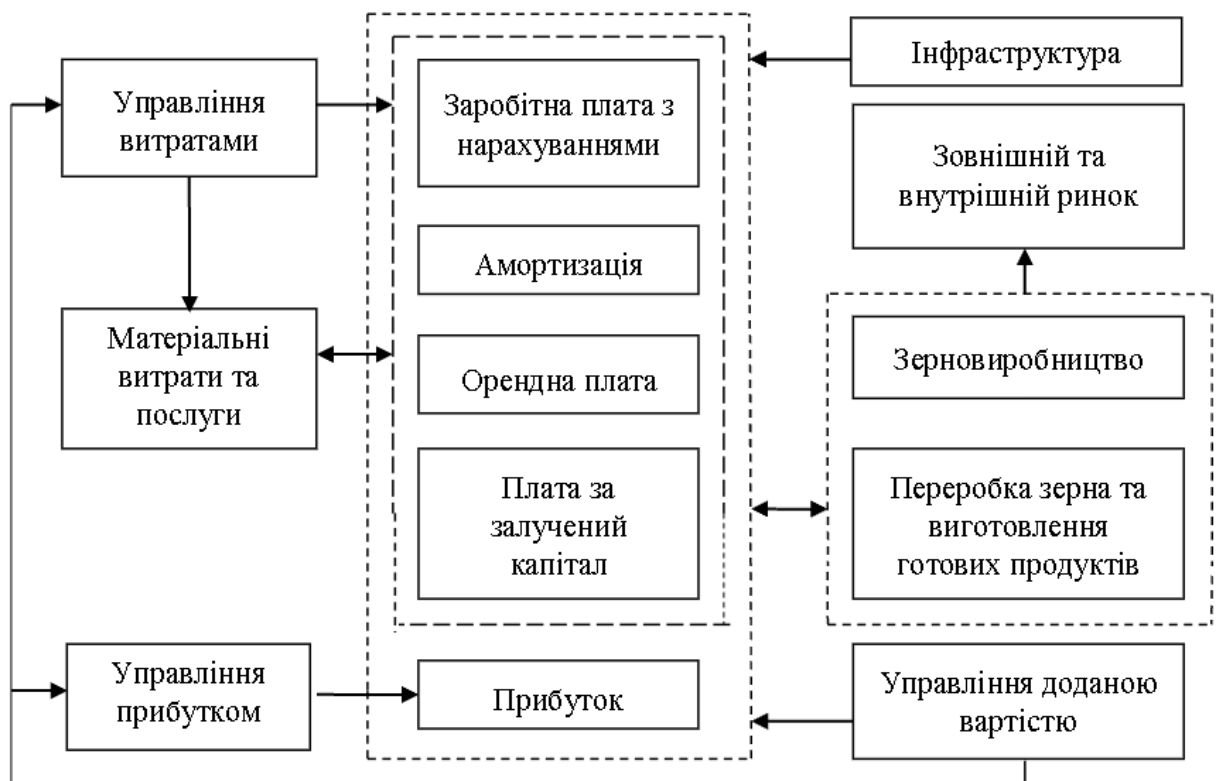 Управління
витратами
Матеріальні
витрати та
послуги
Управління
прибутком
Заробітна плата з
нарахуваннями
Амортизація
Орендна плата
Плата за
залучений
капітал
Прибуток
Інфраструктура
Зовнішній та
внутрішній ринок
Зерновиробництво
Переробка зерна та
виготовлення
готових продуктів
Управління доданою
вартістю